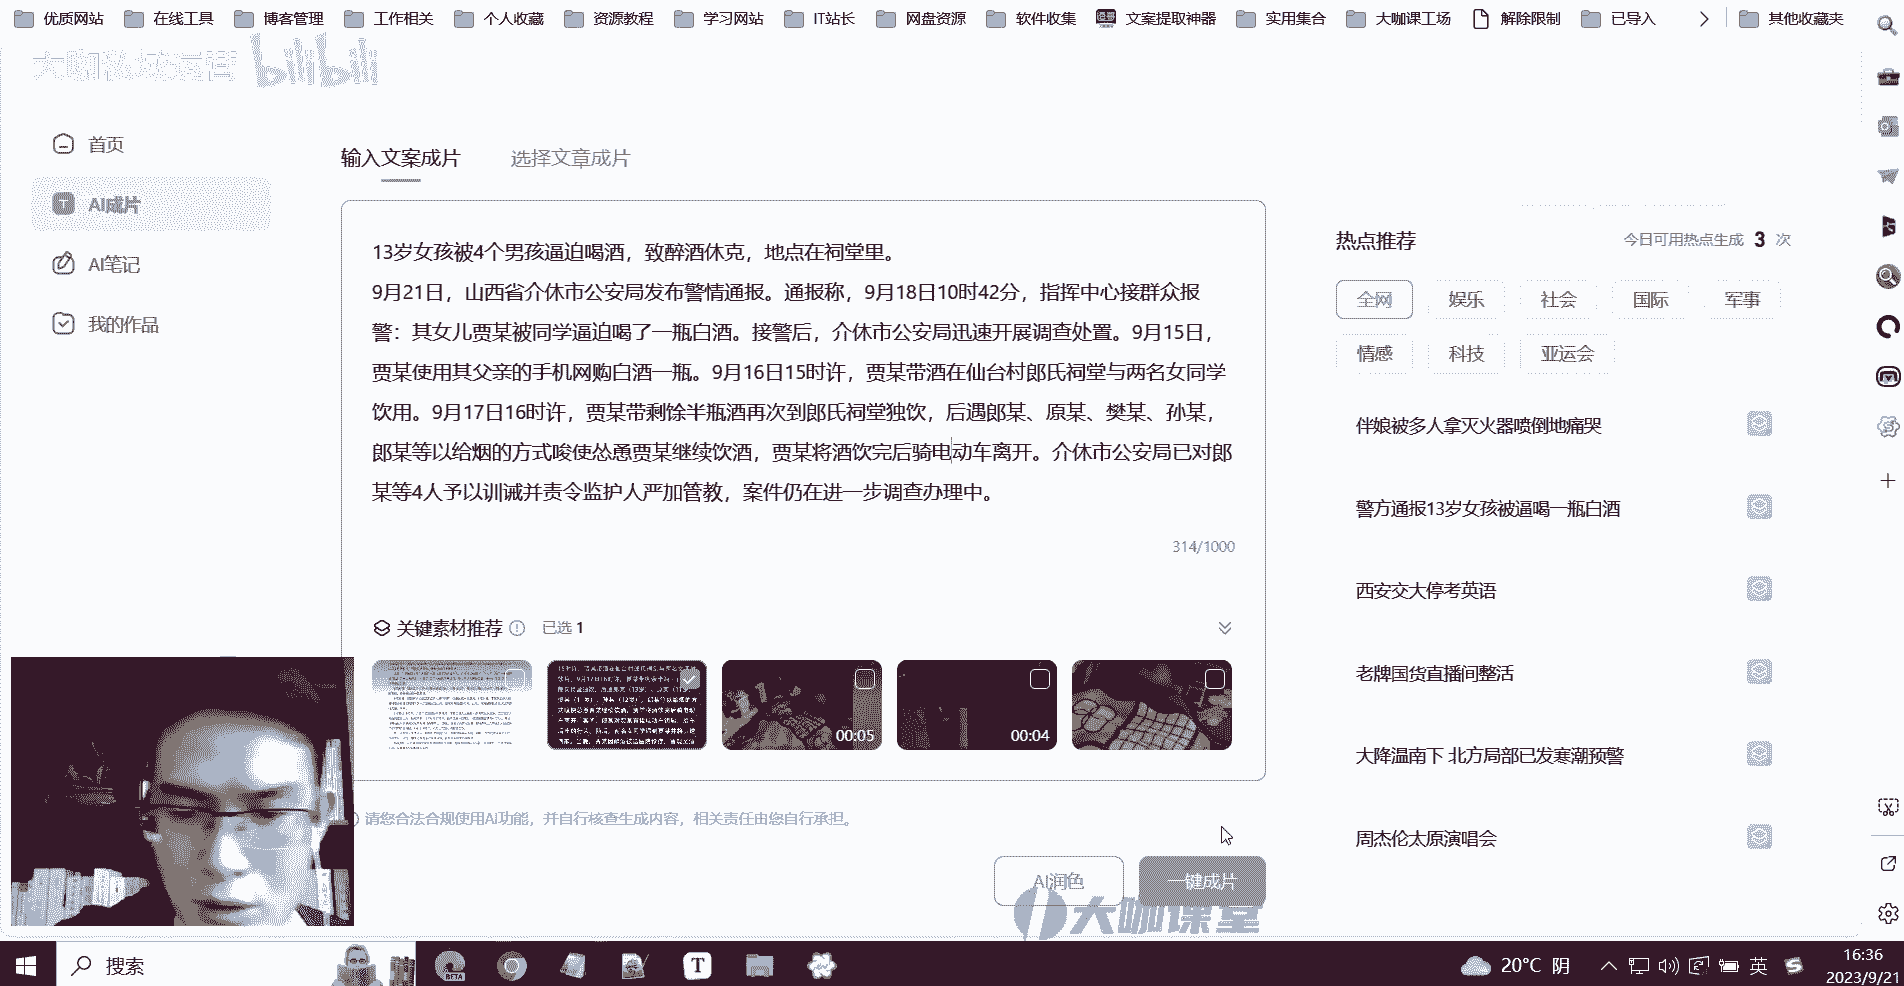 优质网站 在线工具 博客管理 工作相关 个人收藏 资源教程 学习网站 IT站长 网盘资源 软件收集 文案提取神器 实用集合 大咖课工场 解除限制 已导入 其他收藏夹
大咖私域运营 bilibili
首页
AI成片
AI笔记
我的作品
输入文案成片 选择文章成片
13岁女孩被4个男孩逼迫喝酒，致醉酒休克，地点在祠堂里。
9月21日，山西省介休市公安局发布警情通报。通报称，9月18日10时42分，指挥中心接群众报
警：其女儿贾某被同学逼迫喝了一瓶白酒。接警后，介休市公安局迅速开展调查处置。9月15日，
贾某使用其父亲的手机网购白酒一瓶。9月16日15时许，贾某带酒在仙台村郎氏祠堂与两名女同学
饮用。9月17日16时许，贾某带剩馀半瓶酒再次到郎氏祠堂独饮，后遇郎某、原某、樊某、孙某，
郎某等以给烟的方式唆使怂恿贾某继续饮酒，贾某将酒饮完后骑电动车离开。介休市公安局已对郎
某等4人予以训诫并责令监护人严加管教，案件仍在进一步调查办理中。
314/1000
关键素材推荐 已选 1
00:05
00:04
请您合法合规使用AI功能，并自行核查生成内容，相关责任由您自行承担。
AI润色 一键成片
大咖课堂
热点推荐 今日可用热点生成 3 次
全网 娱乐 社会 国际 军事
情感 科技 亚运会
伴娘被多人拿灭火器喷倒地痛哭
警方通报13岁女孩被逼喝一瓶白酒
西安交大停考英语
老牌国货直播间整活
大降温南下 北方局部已发寒潮预警
周杰伦太原演唱会
搜索
BETA
T
20°C 阴
英
16:36
2023/9/21